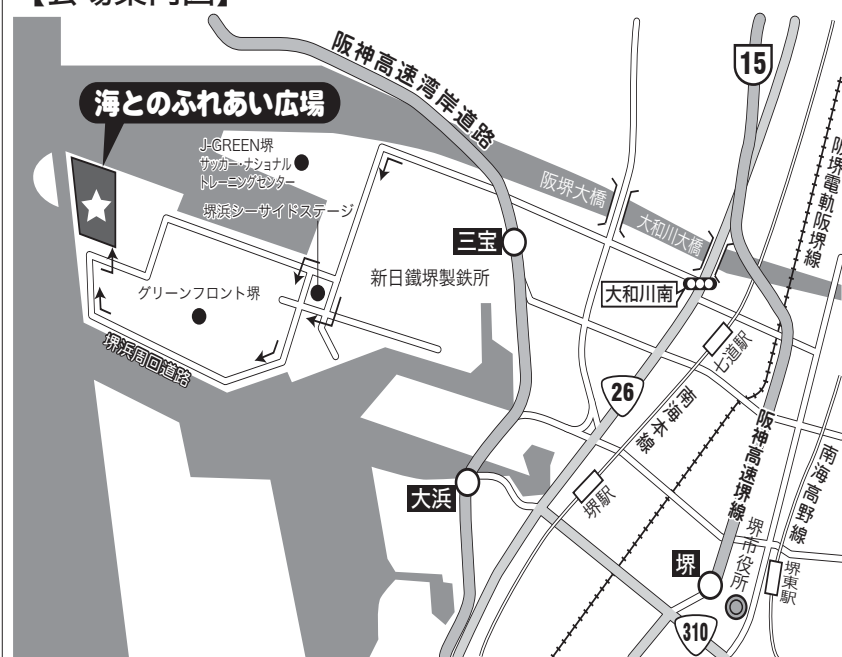 【会場案内図】
阪神高速湾岸道路
15
海とのふれあい広場
J-GREEN堺
サッカー・ナショナル
トレーニングセンター
堺浜シーサイドステージ
阪堺大橋
大和川大橋
阪堺電軌阪堺線
三宝
新日鐵堺製鉄所
大和川南
グリーンフロント堺
七道駅
堺浜周回道路
26
南海本線
阪神高速堺線
南海高野線
大浜
堺駅
堺市役所
堺
堺東駅
310